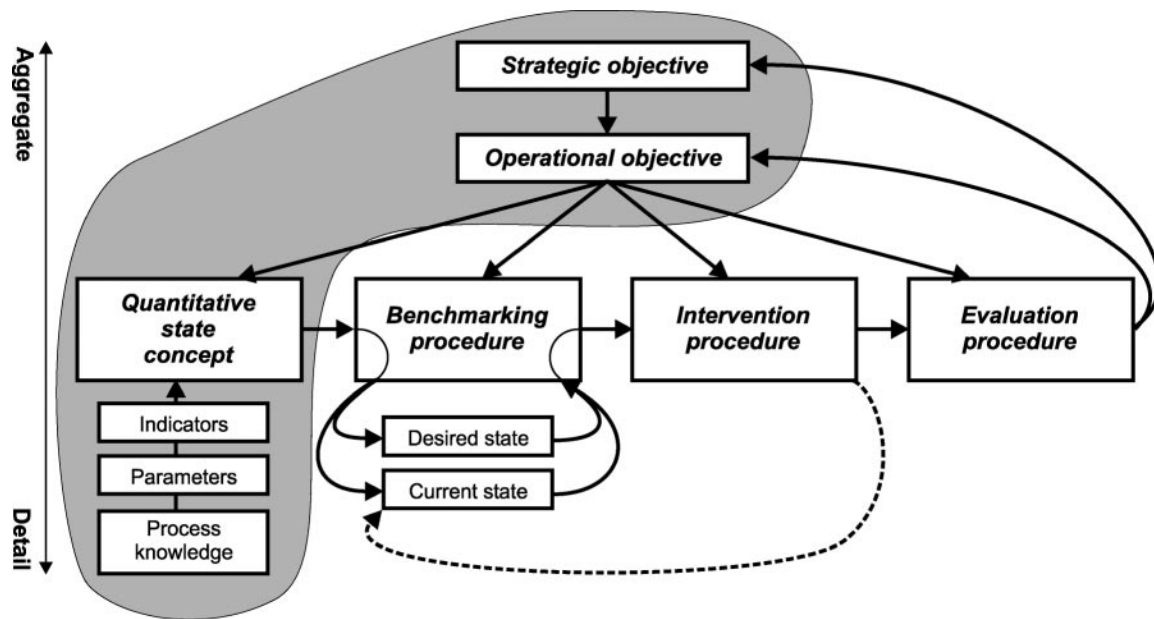 Aggregate
Strategic objective
Operational objective
Quantitative
state
concept
Benchmarking
procedure
Intervention
procedure
Evaluation
procedure
Indicators
Parameters
Process
knowledge
Desired state
Current state
Detail